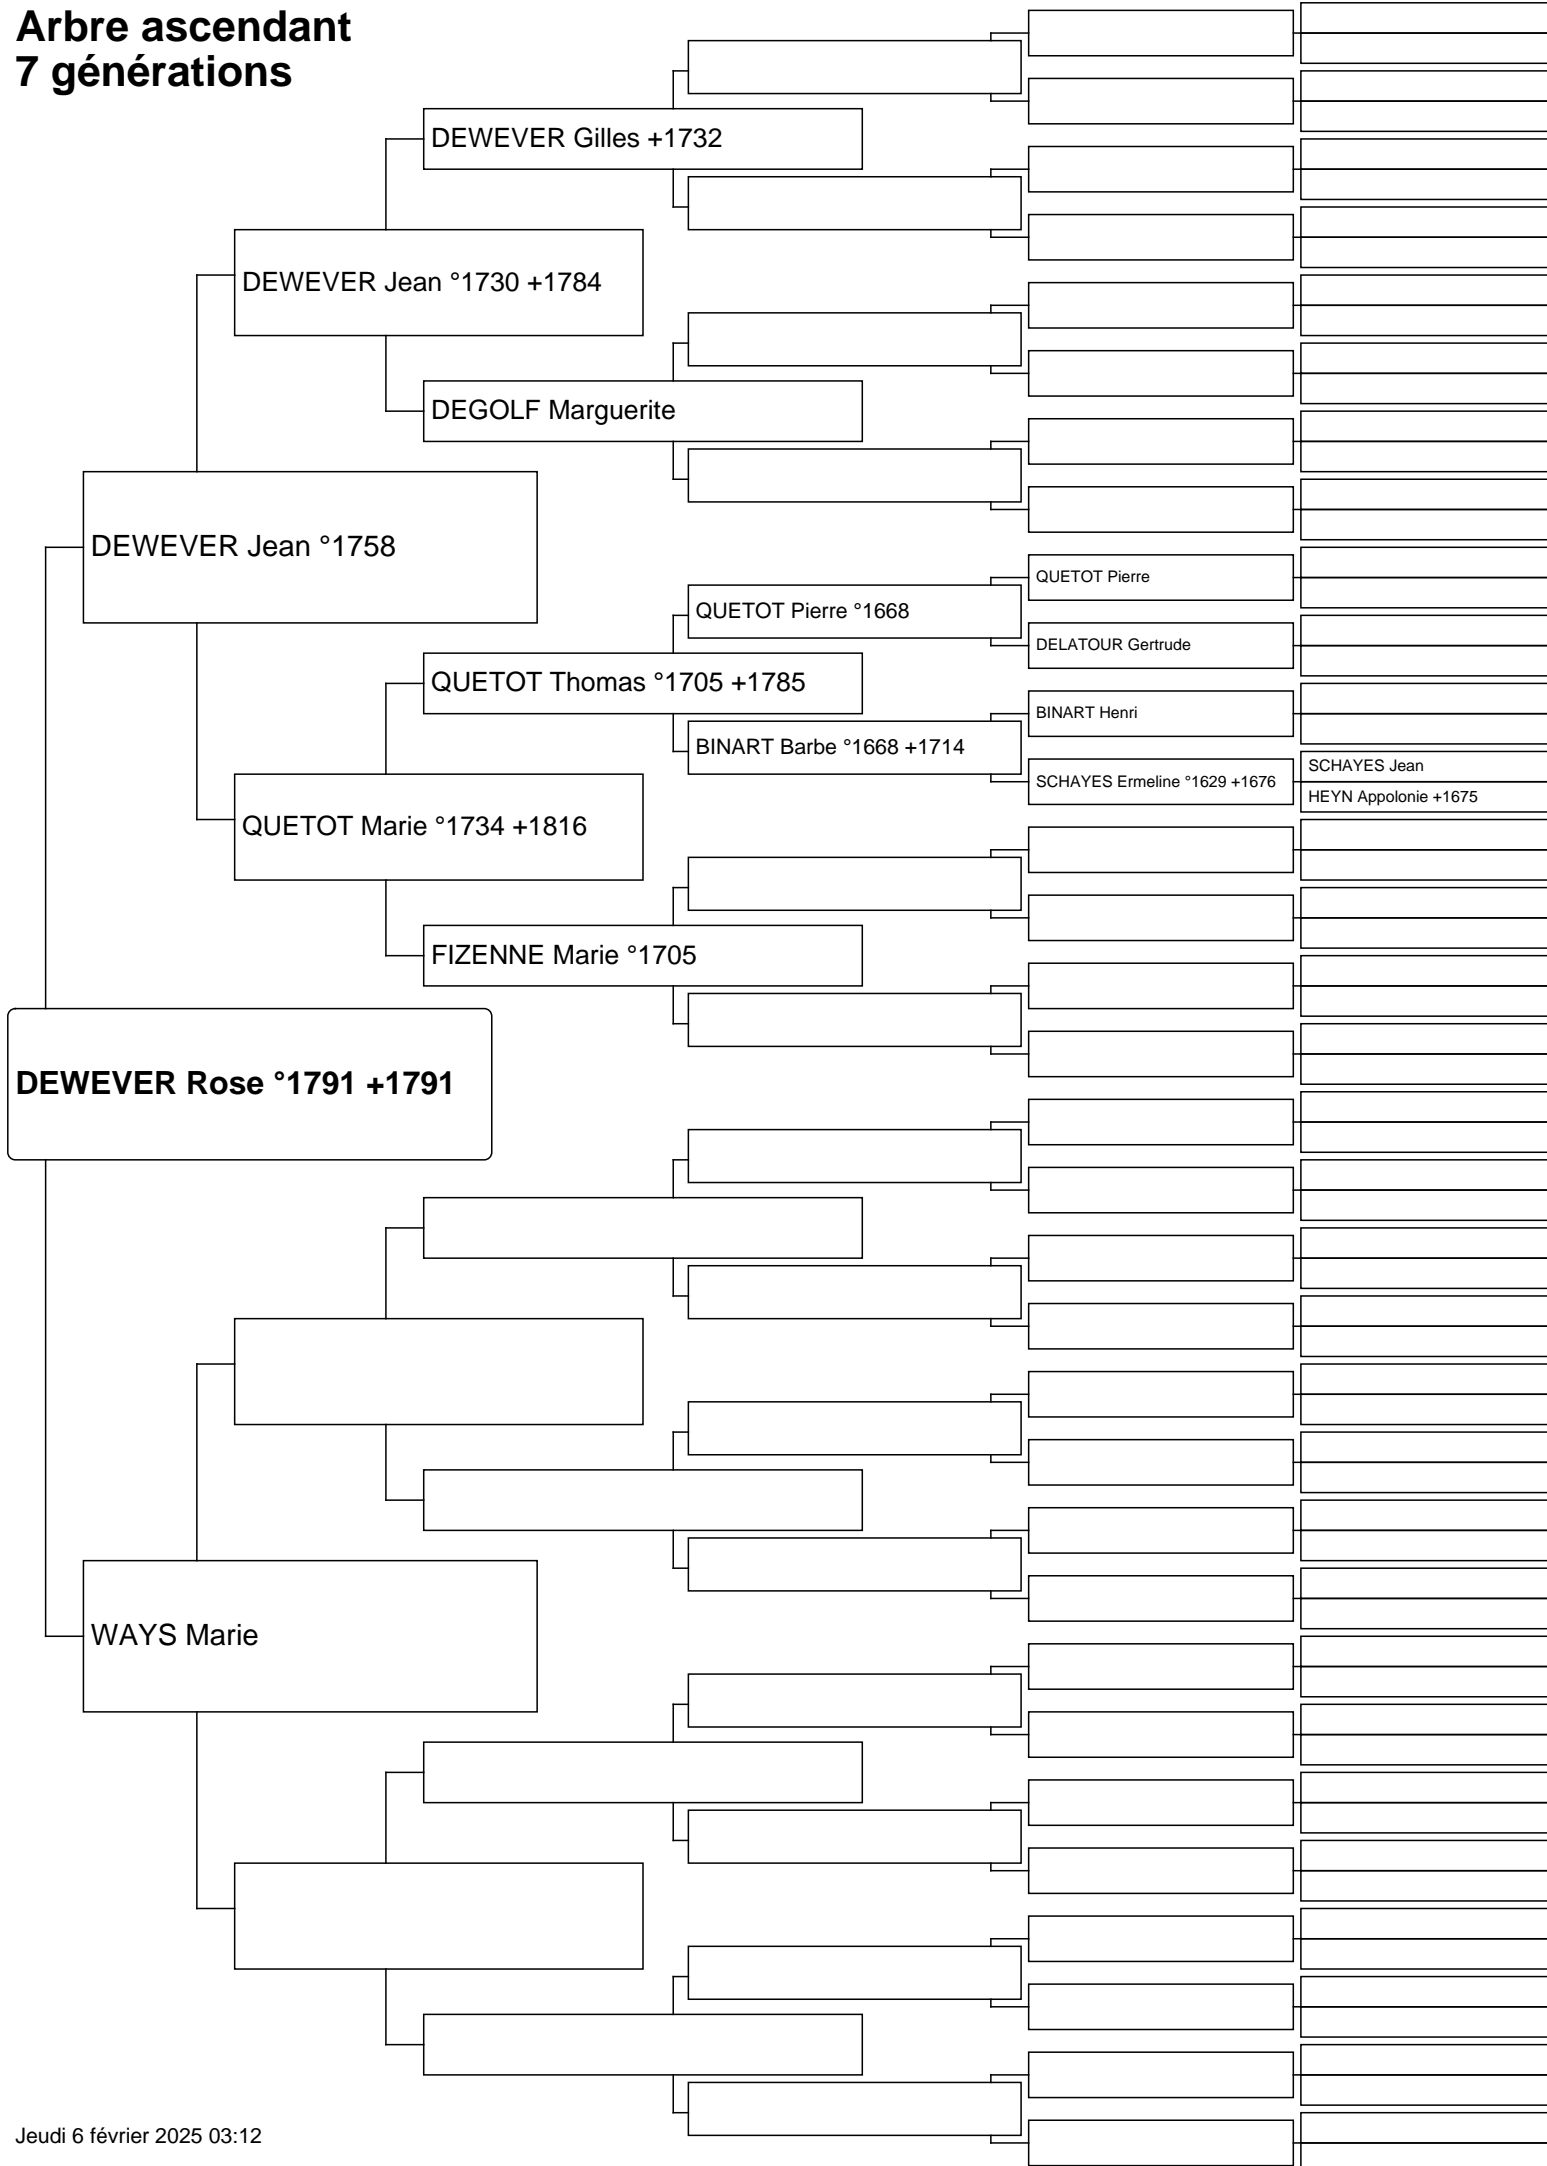 Arbre ascendant
7 générations
DEWEVER Gilles +1732
DEWEVER Jean °1730 +1784
DEGOLF Marguerite
DEWEVER Jean °1758
QUETOT Pierre
QUETOT Pierre °1668
DELATOUR Gertrude
QUETOT Thomas °1705 +1785
BINART Henri
BINART Barbe °1668 +1714
SCHAYES Jean
SCHAYES Ermeline °1629 +1676
HEYN Appolonie +1675
QUETOT Marie °1734 +1816
FIZENNE Marie °1705
DEWEVER Rose °1791 +1791
WAYS Marie
Jeudi 6 février 2025 03:12